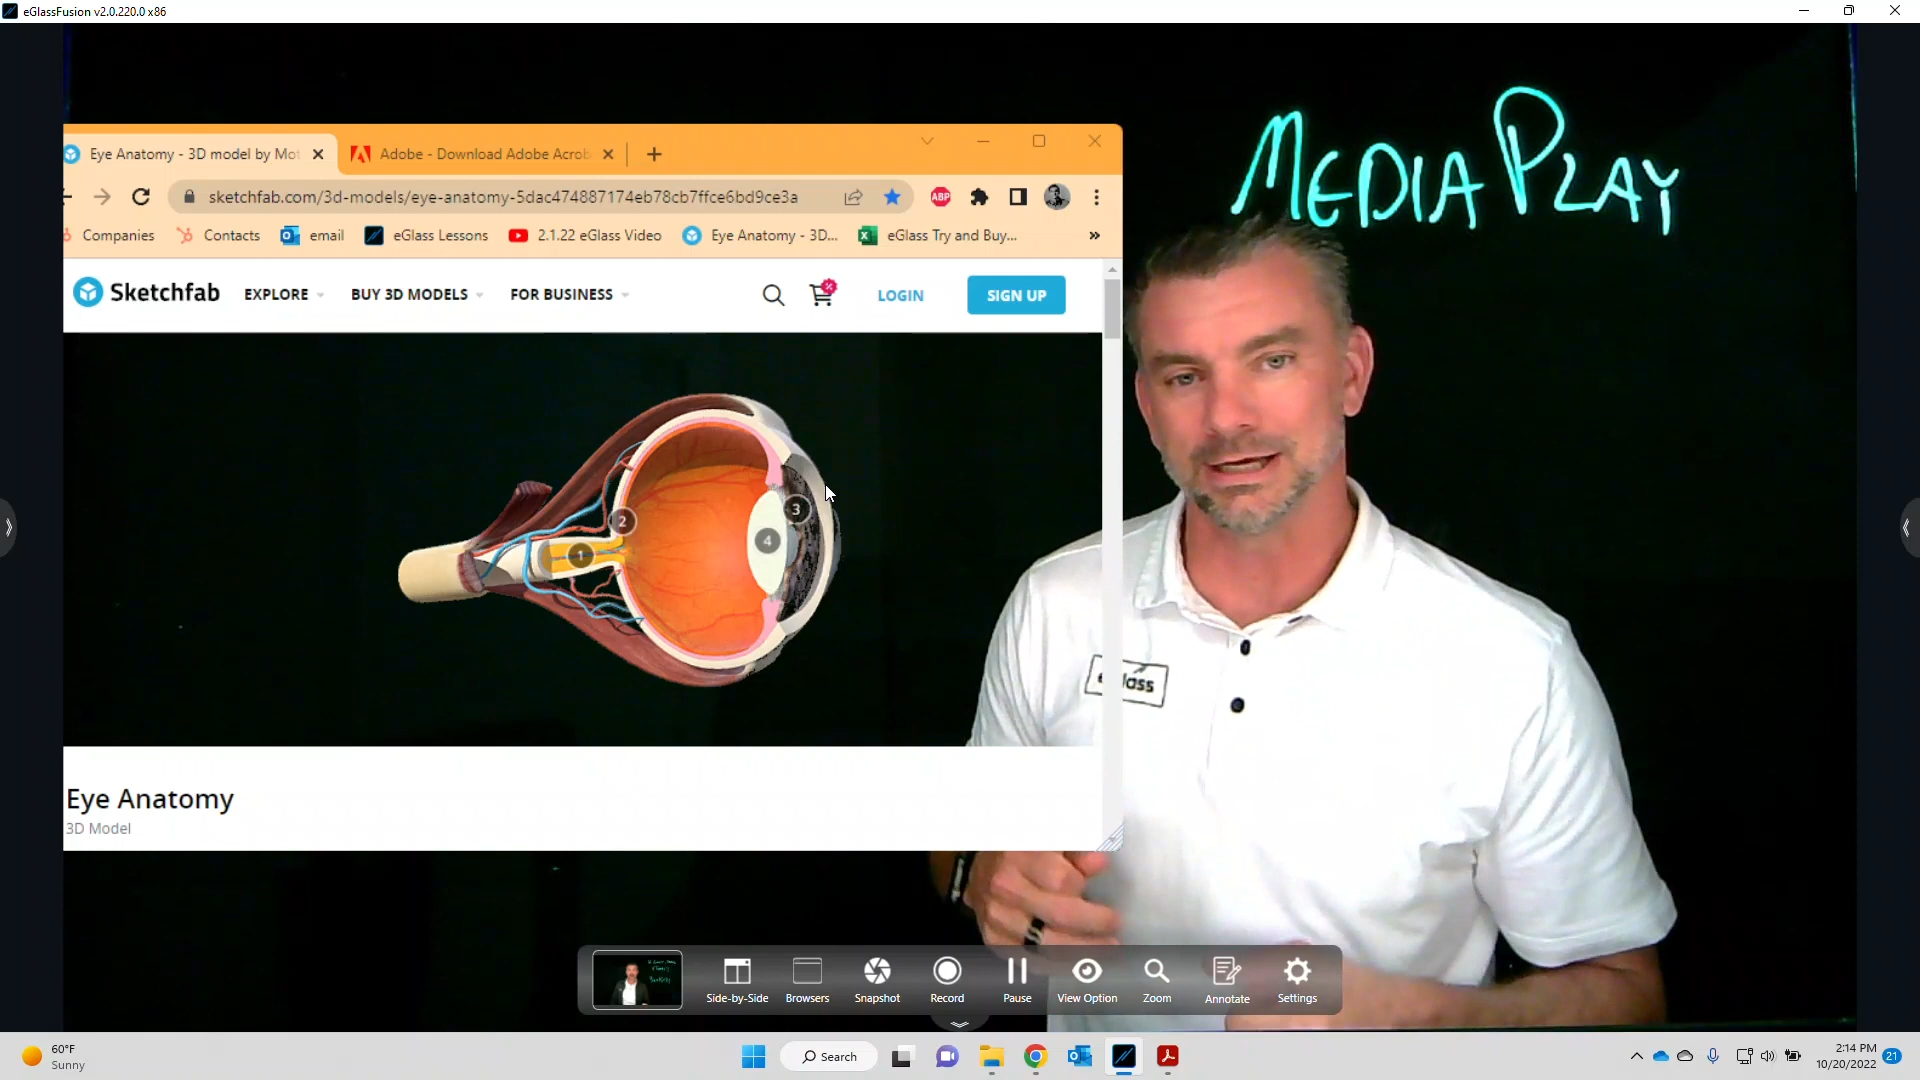 eGlassFusion v2.0.220.0 x86
MEDIA PLAY
Eye Anatomy - 3D model by Mot
Adobe - Download Adobe Acrob
sketchfab.com/3d-models/eye-anatomy-5dac474887174eb78cb7ffce6bd9ce3a
ABP
Companies Contacts email eGlass Lessons 2.1.22 eGlass Video Eye Anatomy - 3D... eGlass Try and Buy... »
Sketchfab EXPLORE BUY 3D MODELS FOR BUSINESS LOGIN SIGN UP
3
2
4
1
eGlass
Eye Anatomy
3D Model
Side-by-Side Browsers Snapshot Record Pause View Option Zoom Annotate Settings
60°F
Sunny
Search
2:14 PM
10/20/2022
21